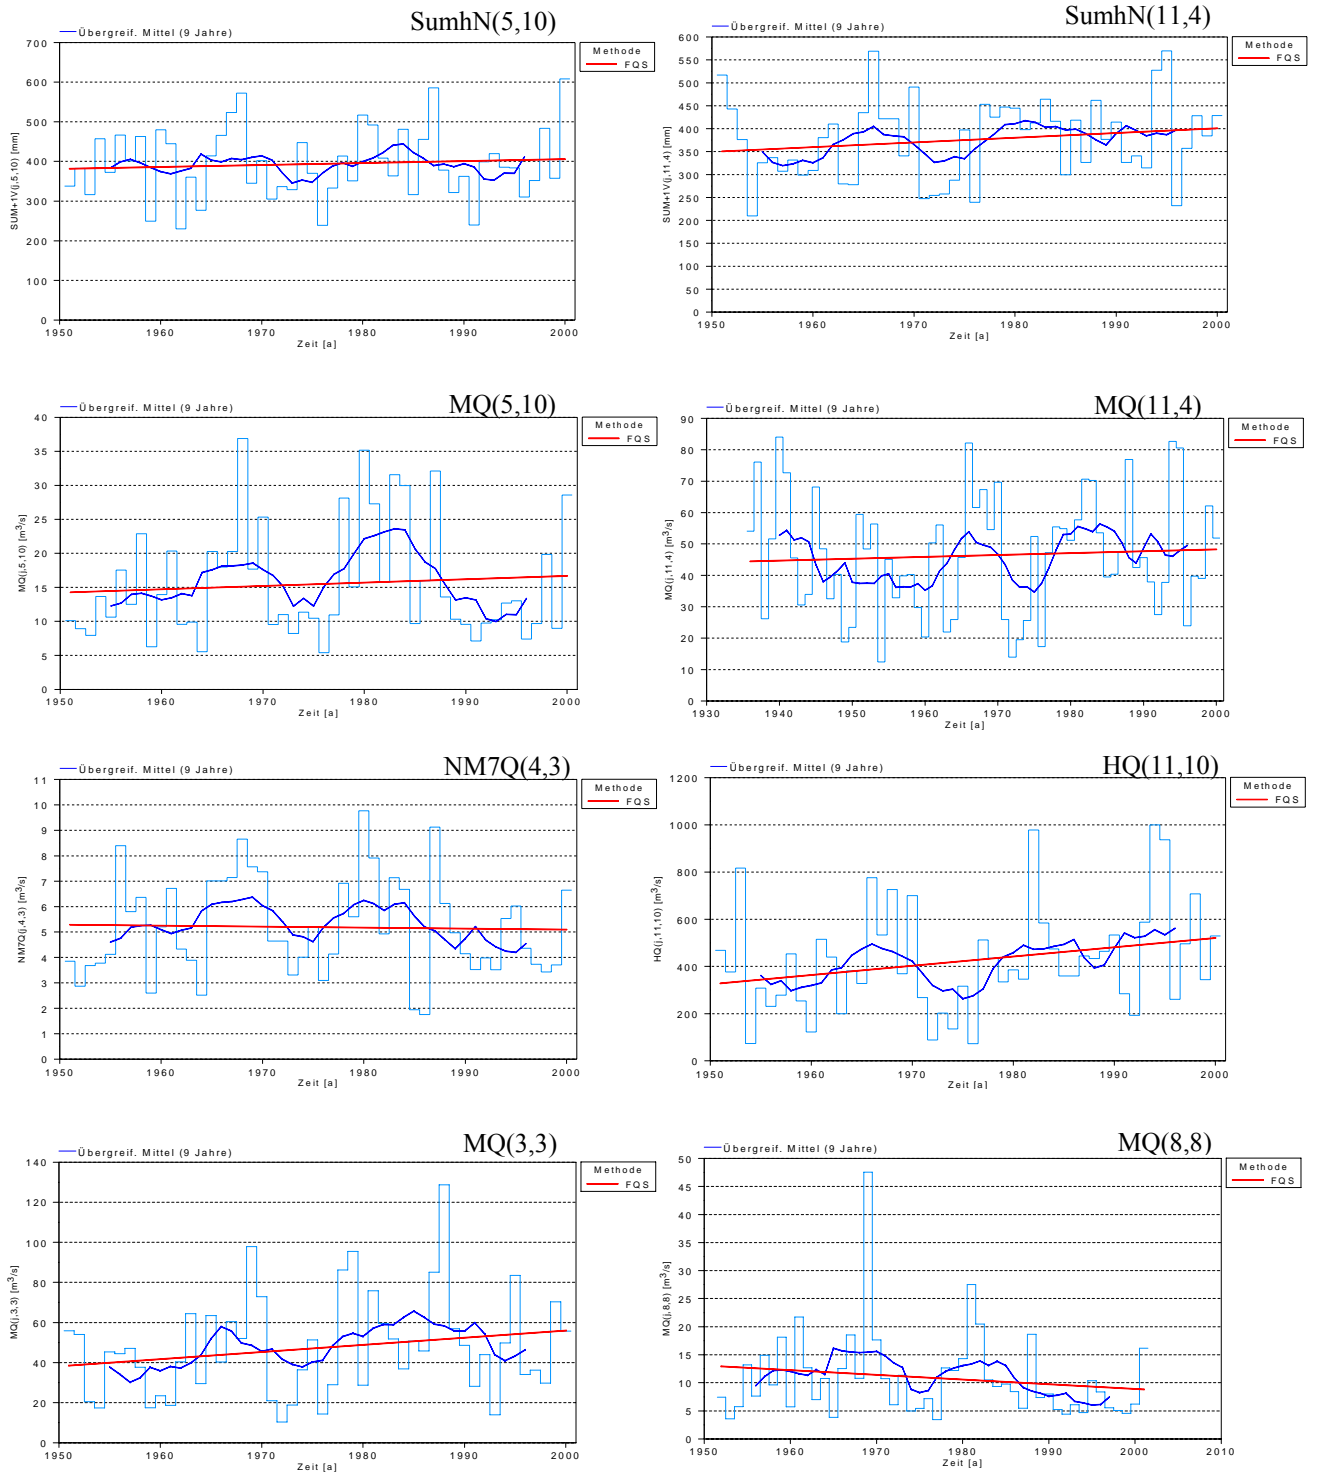 SumhN(5,10)
Übergreif. Mittel (9 Jahre)
Methode
FQS
SUM+1V(j,5,10) [mm]
700
600
500
400
300
200
100
0
1950 1960 1970 1980 1990 2000
Zeit [a]
SumhN(11,4)
Übergreif. Mittel (9 Jahre)
Methode
FQS
SUM+1V(j,11,4) [mm]
600
550
500
450
400
350
300
250
200
150
100
50
0
1950 1960 1970 1980 1990 2000
Zeit [a]
MQ(5,10)
Übergreif. Mittel (9 Jahre)
Methode
FQS
MQ(j,5,10) [m³/s]
40
35
30
25
20
15
10
5
0
1950 1960 1970 1980 1990 2000
Zeit [a]
MQ(11,4)
Übergreif. Mittel (9 Jahre)
Methode
FQS
MQ(j,11,4) [m³/s]
90
80
70
60
50
40
30
20
10
0
1930 1940 1950 1960 1970 1980 1990 2000
Zeit [a]
NM7Q(4,3)
Übergreif. Mittel (9 Jahre)
Methode
FQS
NM7Q(j,4,3) [m³/s]
11
10
9
8
7
6
5
4
3
2
1
0
1950 1960 1970 1980 1990 2000
Zeit [a]
HQ(11,10)
Übergreif. Mittel (9 Jahre)
Methode
FQS
HQ(j,11,10) [m³/s]
1200
1000
800
600
400
200
0
1950 1960 1970 1980 1990 2000
Zeit [a]
MQ(3,3)
Übergreif. Mittel (9 Jahre)
Methode
FQS
MQ(j,3,3) [m³/s]
140
120
100
80
60
40
20
0
1950 1960 1970 1980 1990 2000
Zeit [a]
MQ(8,8)
Übergreif. Mittel (9 Jahre)
Methode
FQS
MQ(j,8,8) [m³/s]
50
45
40
35
30
25
20
15
10
5
0
1950 1960 1970 1980 1990 2000 2010
Zeit [a]